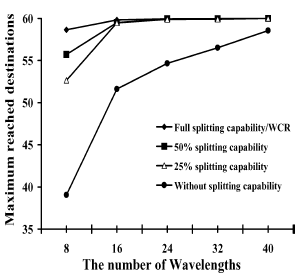 Maximum reached destinations
60
55
50
45
40
35
Full splitting capability/WCR
50% splitting capability
25% splitting capability
Without splitting capability
8 16 24 32 40
The number of Wavelengths